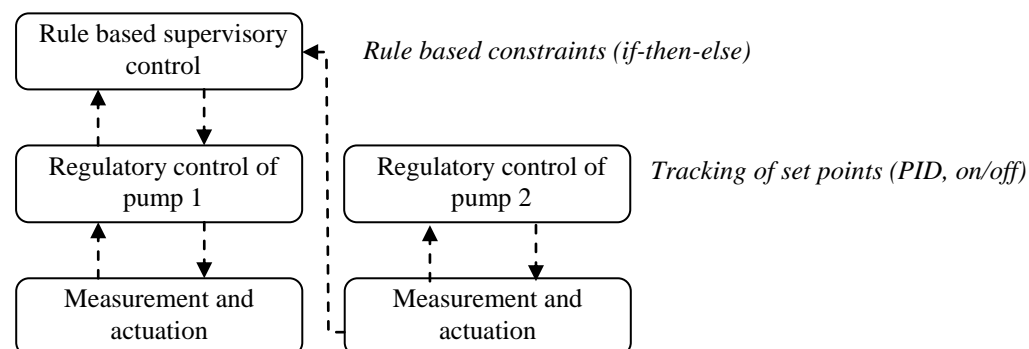 Rule based supervisory
control
Rule based constraints (if-then-else)
Regulatory control of
pump 1
Regulatory control of
pump 2
Tracking of set points (PID, on/off)
Measurement and
actuation
Measurement and
actuation